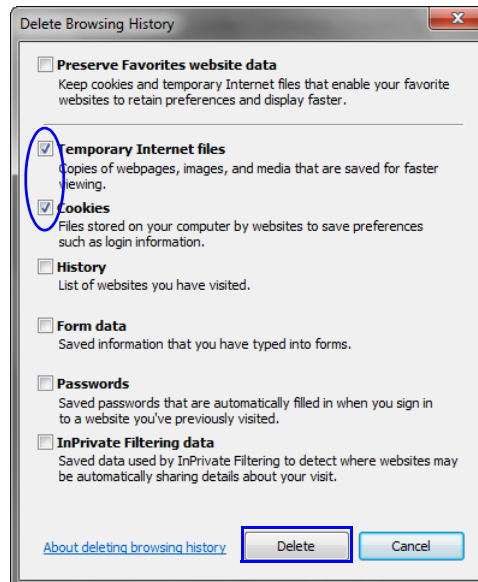 Delete Browsing History
Preserve Favorites website data
Keep cookies and temporary Internet files that enable your favorite
websites to retain preferences and display faster.
Temporary Internet files
Copies of webpages, images, and media that are saved for faster
viewing.
Cookies
Files stored on your computer by websites to save preferences
such as login information.
History
List of websites you have visited.
Form data
Saved information that you have typed into forms.
Passwords
Saved passwords that are automatically filled in when you sign in
to a website you've previously visited.
InPrivate Filtering data
Saved data used by InPrivate Filtering to detect where websites may
be automatically sharing details about your visit.
About deleting browsing history Delete Cancel